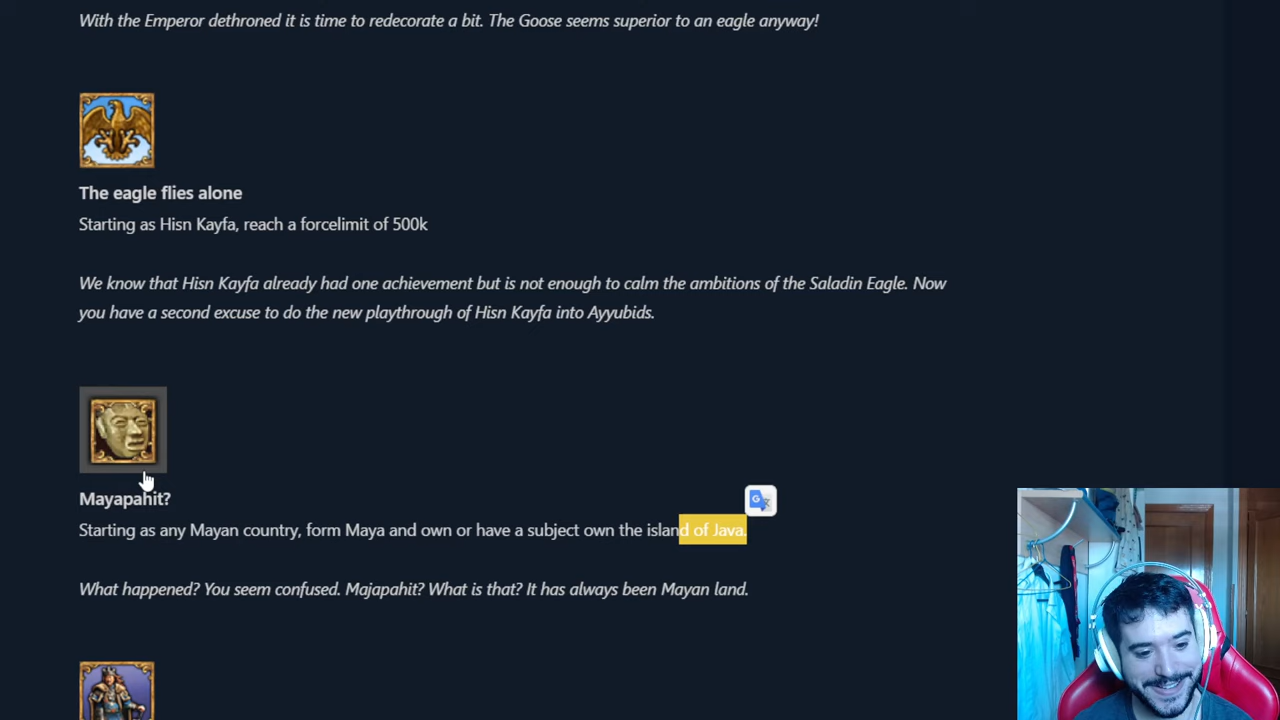 With the Emperor dethroned it is time to redecorate a bit. The Goose seems superior to an eagle anyway!
The eagle flies alone
Starting as Hisn Kayfa, reach a forcelimit of 500k
We know that Hisn Kayfa already had one achievement but is not enough to calm the ambitions of the Saladin Eagle. Now
you have a second excuse to do the new playthrough of Hisn Kayfa into Ayyubids.
Mayapahit?
Starting as any Mayan country, form Maya and own or have a subject own the island of Java.
What happened? You seem confused. Majapahit? What is that? It has always been Mayan land.